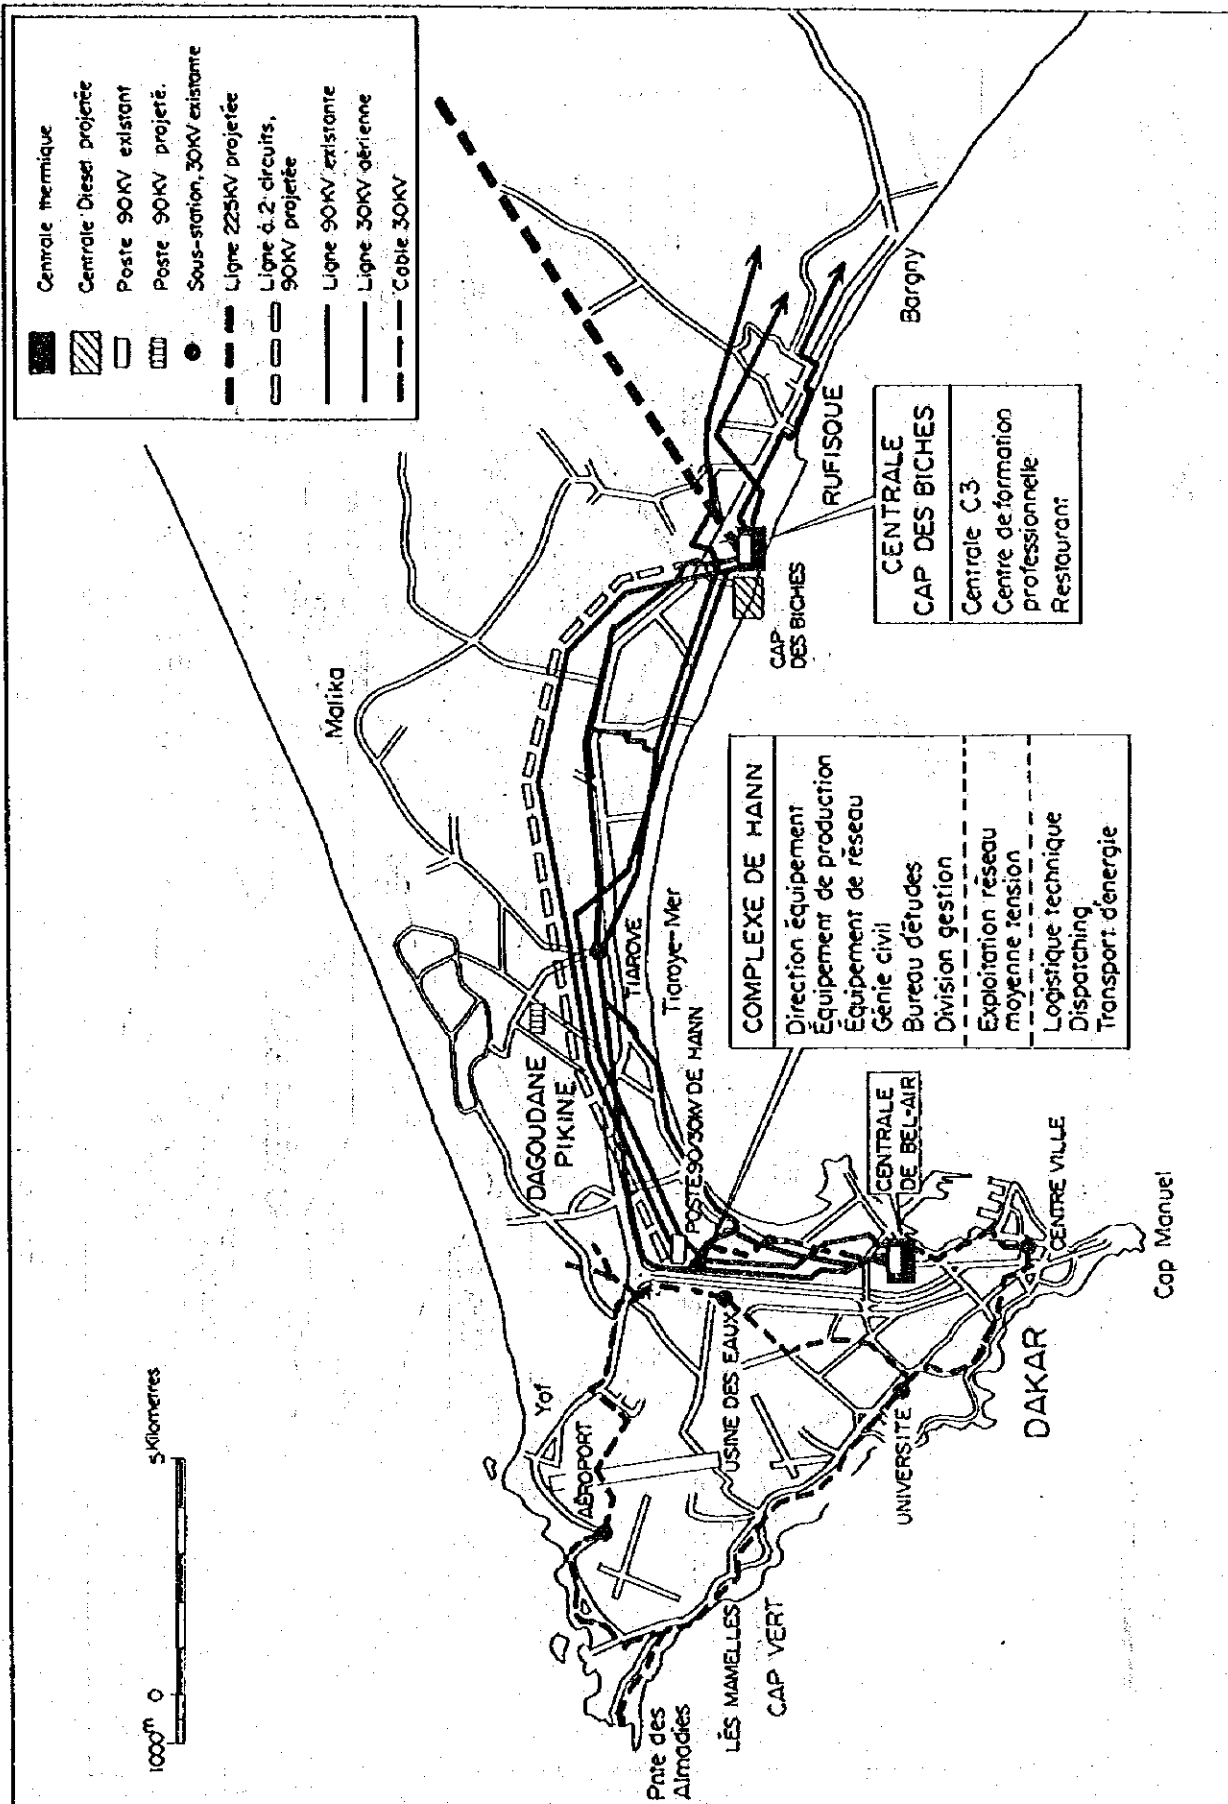 Centrale thermique
Centrale Diesel projetée
Poste 90KV existant
Poste 90KV projeté.
Sous-station, 30KV existante
Ligne 225KV projetée
Ligne à 2 circuits,
90KV projetée
Ligne 90KV existante
Ligne 30KV aérienne
Cable 30KV
1000m 0 5 Kilometres
Malika
Yof
AÉROPORT
DAGOUDANE
PIKINE
TIAROYE
Tiaroye-Mer
POSTE 90/30KV DE HANN
USINE DES EAUX
Pnte des
Almadies
LES MAMELLES
CAP VERT
UNIVERSITÉ
DAKAR
CENTRALE
DE BEL-AIR
CENTRE VILLE
Cap Manuel
CAP
DES BICHES
RUFISQUE
Bargny
COMPLEXE DE HANN
Direction équipement
Équipement de production
Équipement de réseau
Génie civil
Bureau d'études
Division gestion
Exploitation réseau
moyenne tension
Logistique technique
Dispatching
Transport d'énergie
CENTRALE
CAP DES BICHES
Centrale C3
Centre de formation
professionnelle
Restaurant